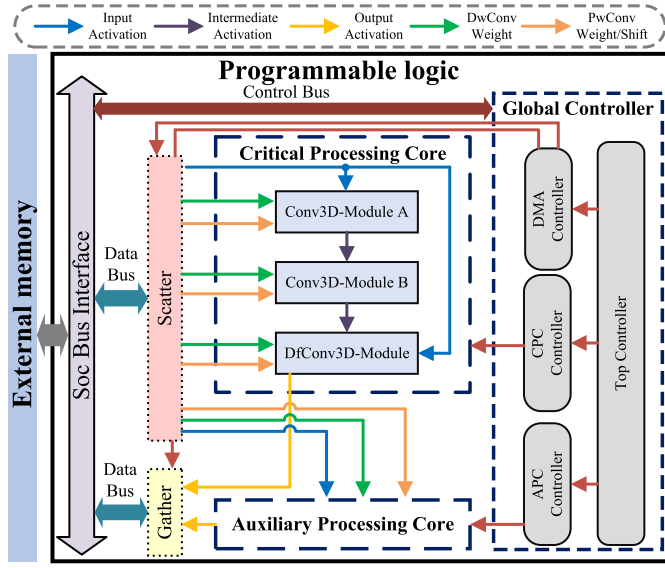 Input
Activation
Intermediate
Activation
Output
Activation
DwConv
Weight
PwConv
Weight/Shift
Programmable logic
Control Bus
Global Controller
Critical Processing Core
Conv3D-Module A
Conv3D-Module B
DfConv3D-Module
External memory
Soc Bus Interface
Data
Bus
Scatter
DMA
Controller
CPC
Controller
APC
Controller
Top Controller
Data
Bus
Gather
Auxiliary Processing Core